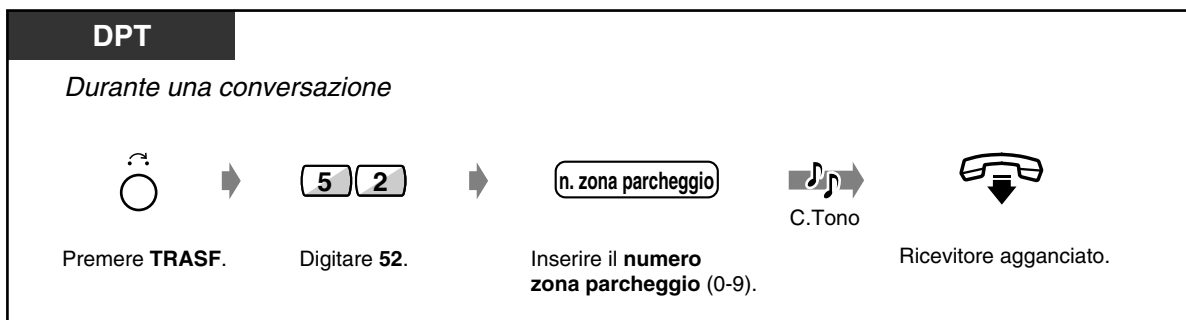 DPT
Durante una conversazione
5 2
n. zona parcheggio
C.Tono
Premere TRASF.
Digitare 52.
Inserire il numero
zona parcheggio (0-9).
Ricevitore agganciato.